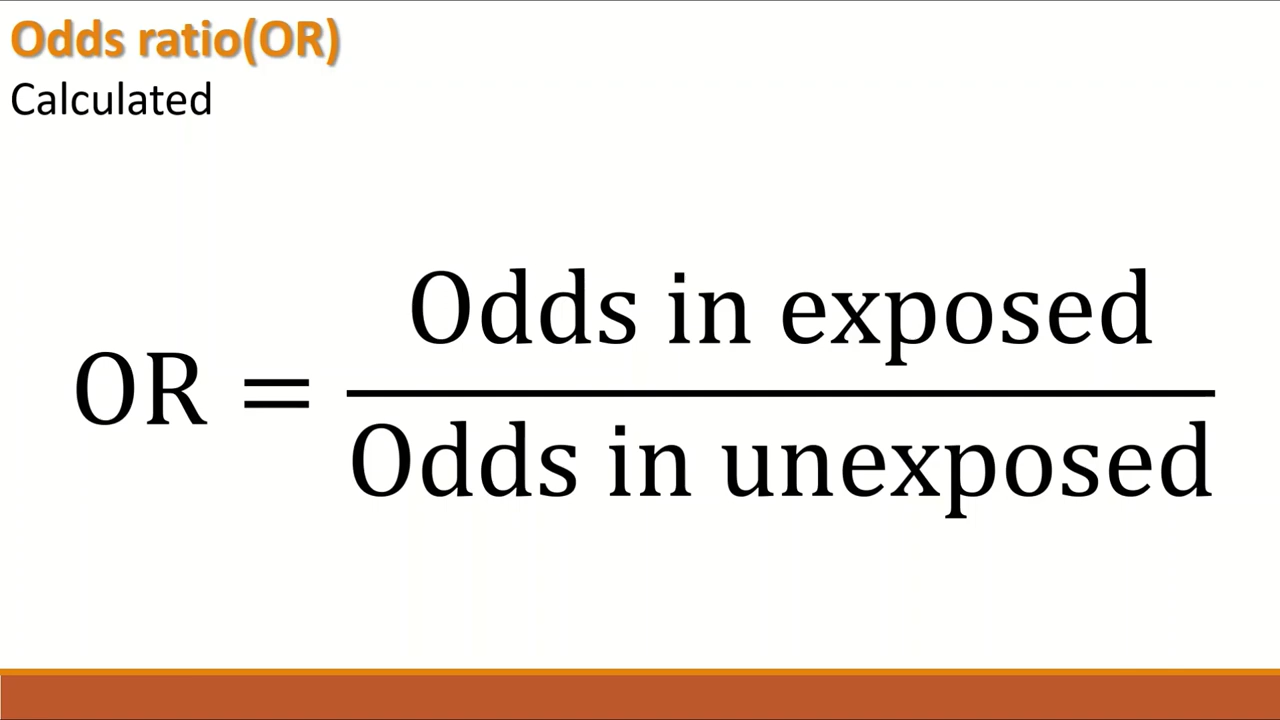 Odds ratio(OR)
Calculated
OR = Odds in exposed
Odds in unexposed